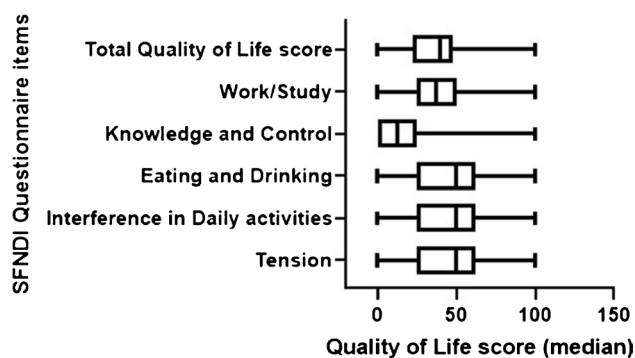 SFNDI Questionnaire items
Total Quality of Life score
Work/Study
Knowledge and Control
Eating and Drinking
Interference in Daily activities
Tension
0 50 100 150
Quality of Life score (median)